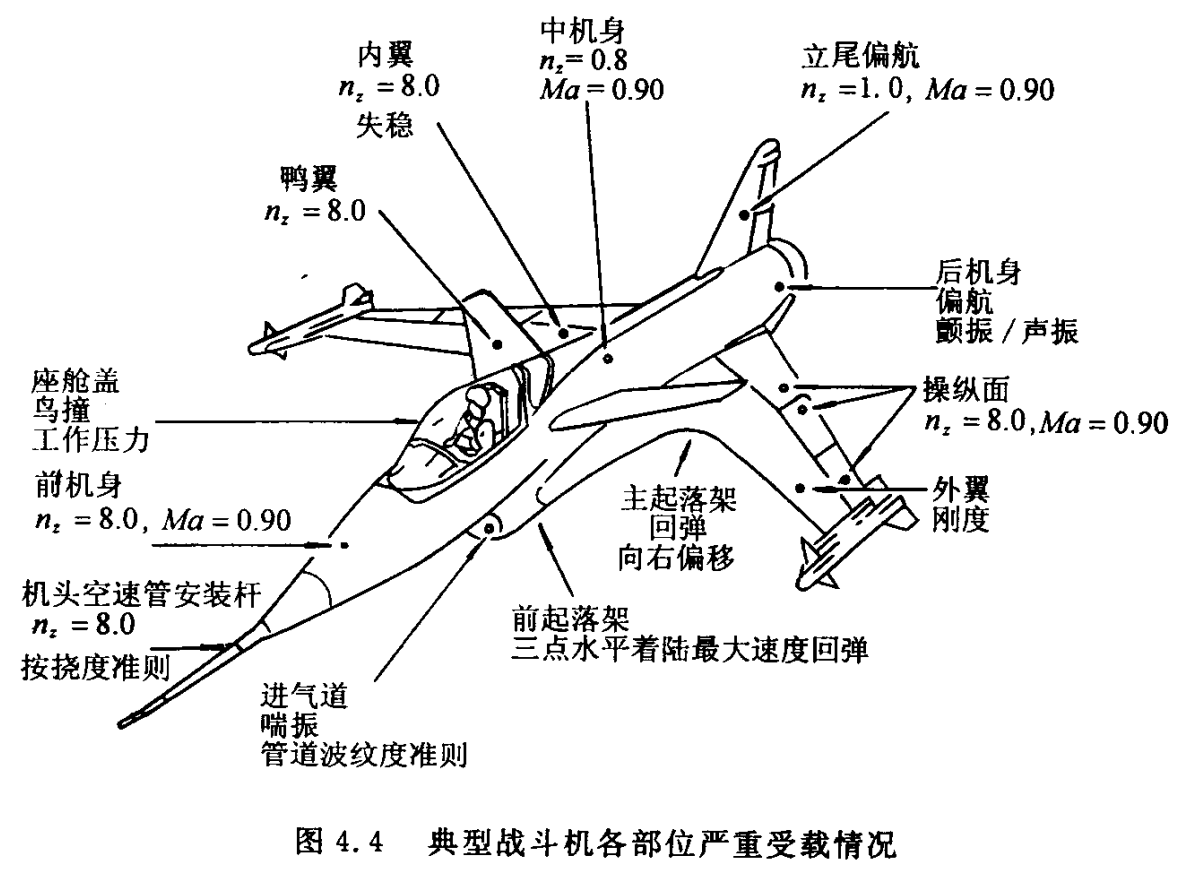 中机身
n_z=0.8
Ma=0.90
内翼
n_z=8.0
失稳
立尾偏航
n_z=1.0, Ma=0.90
鸭翼
n_z=8.0
后机身
偏航
颤振/声振
座舱盖
鸟撞
工作压力
操纵面
n_z=8.0,Ma=0.90
前机身
n_z=8.0, Ma=0.90
主起落架
回弹
向右偏移
外翼
刚度
机头空速管安装杆
n_z=8.0
按挠度准则
前起落架
三点水平着陆最大速度回弹
进气道
喘振
管道波纹度准则
图 4.4 典型战斗机各部位严重受载情况